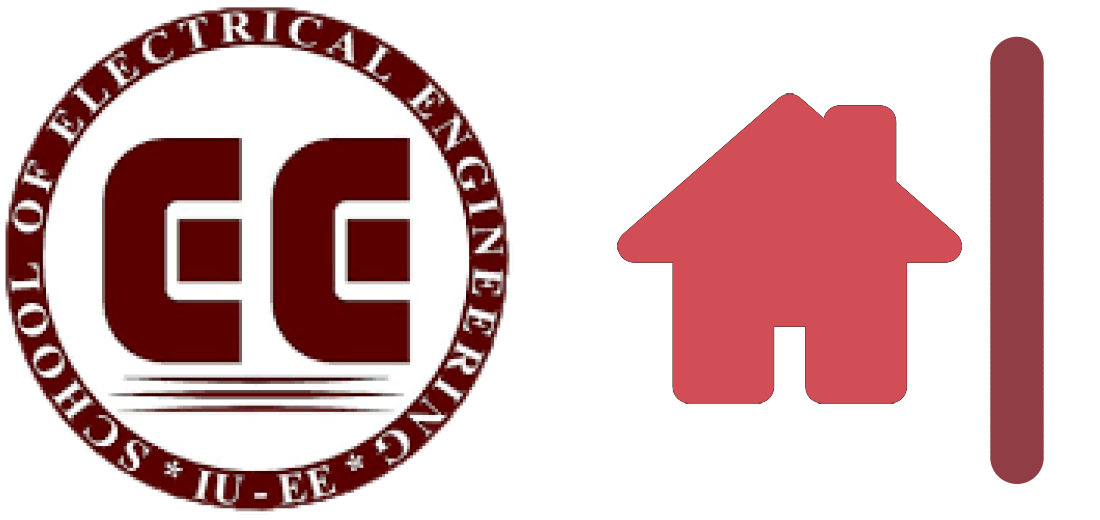 SCHOOL OF ELECTRICAL ENGINEERING
* IU - EE *
EE